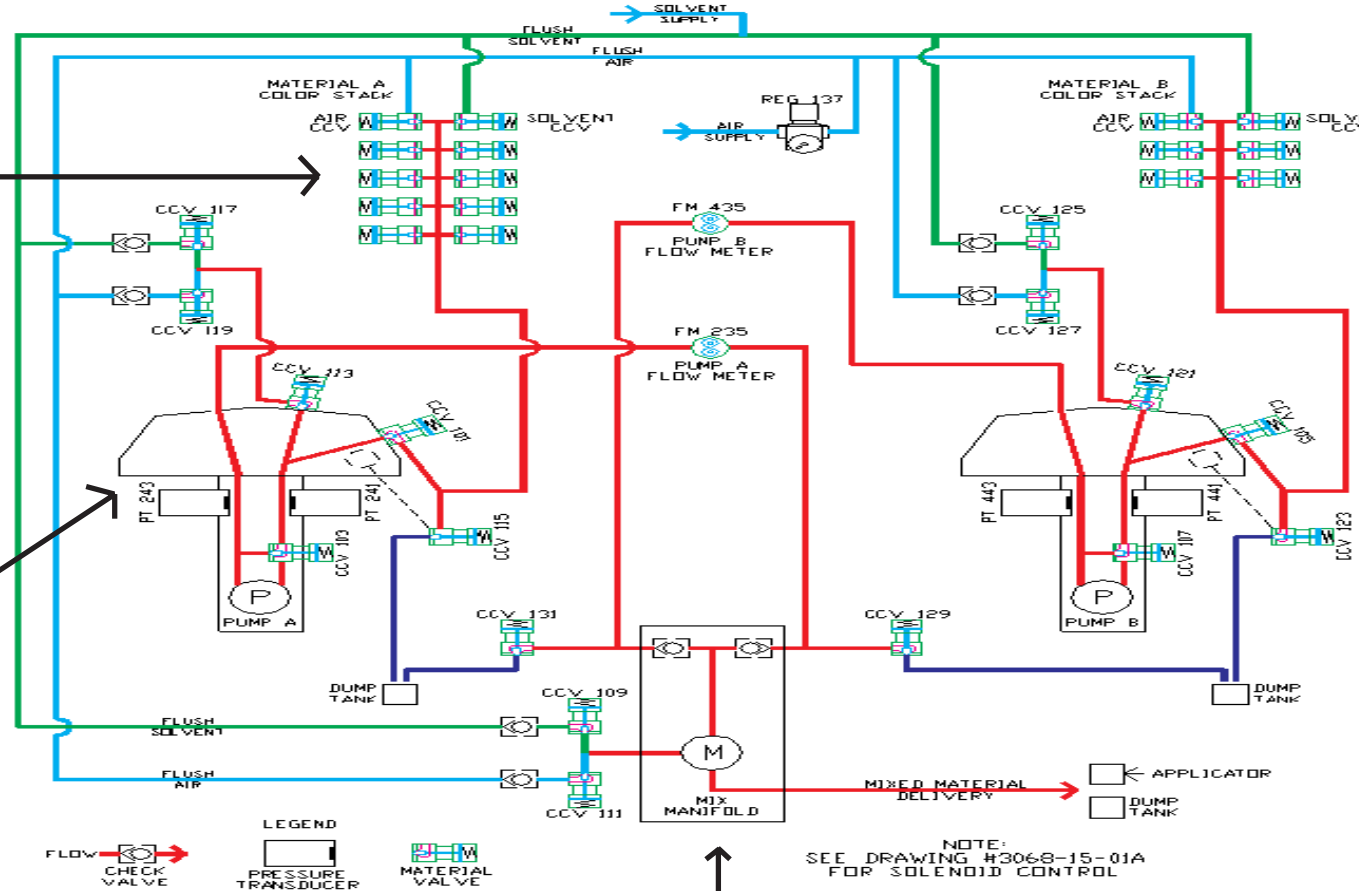 SOLVENT
SUPPLY
FLUSH
SOLVENT
FLUSH
AIR
MATERIAL A
COLOR STACK
AIR
CCV
SOLVENT
CCV
REG 137
AIR
SUPPLY
MATERIAL B
COLOR STACK
AIR
CCV
CCV 117
CCV 119
FM 435
PUMP B
FLOW METER
CCV 125
CCV 127
FM 235
PUMP A
FLOW METER
CCV 113
CCV 101
CCV 121
CCV 105
PT 243
PT 241
CCV 103
CCV 115
P
PUMP A
PT 443
PT 441
CCV 107
CCV 123
P
PUMP B
CCV 131
CCV 129
DUMP
TANK
DUMP
TANK
CCV 109
FLUSH
SOLVENT
M
FLUSH
AIR
CCV 111
MIX
MANIFOLD
MIXED MATERIAL
DELIVERY
APPLICATOR
DUMP
TANK
LEGEND
FLOW
CHECK
VALVE
PRESSURE
TRANSDUCER
MATERIAL
VALVE
NOTE:
SEE DRAWING #3068-15-01A
FOR SOLENOID CONTROL